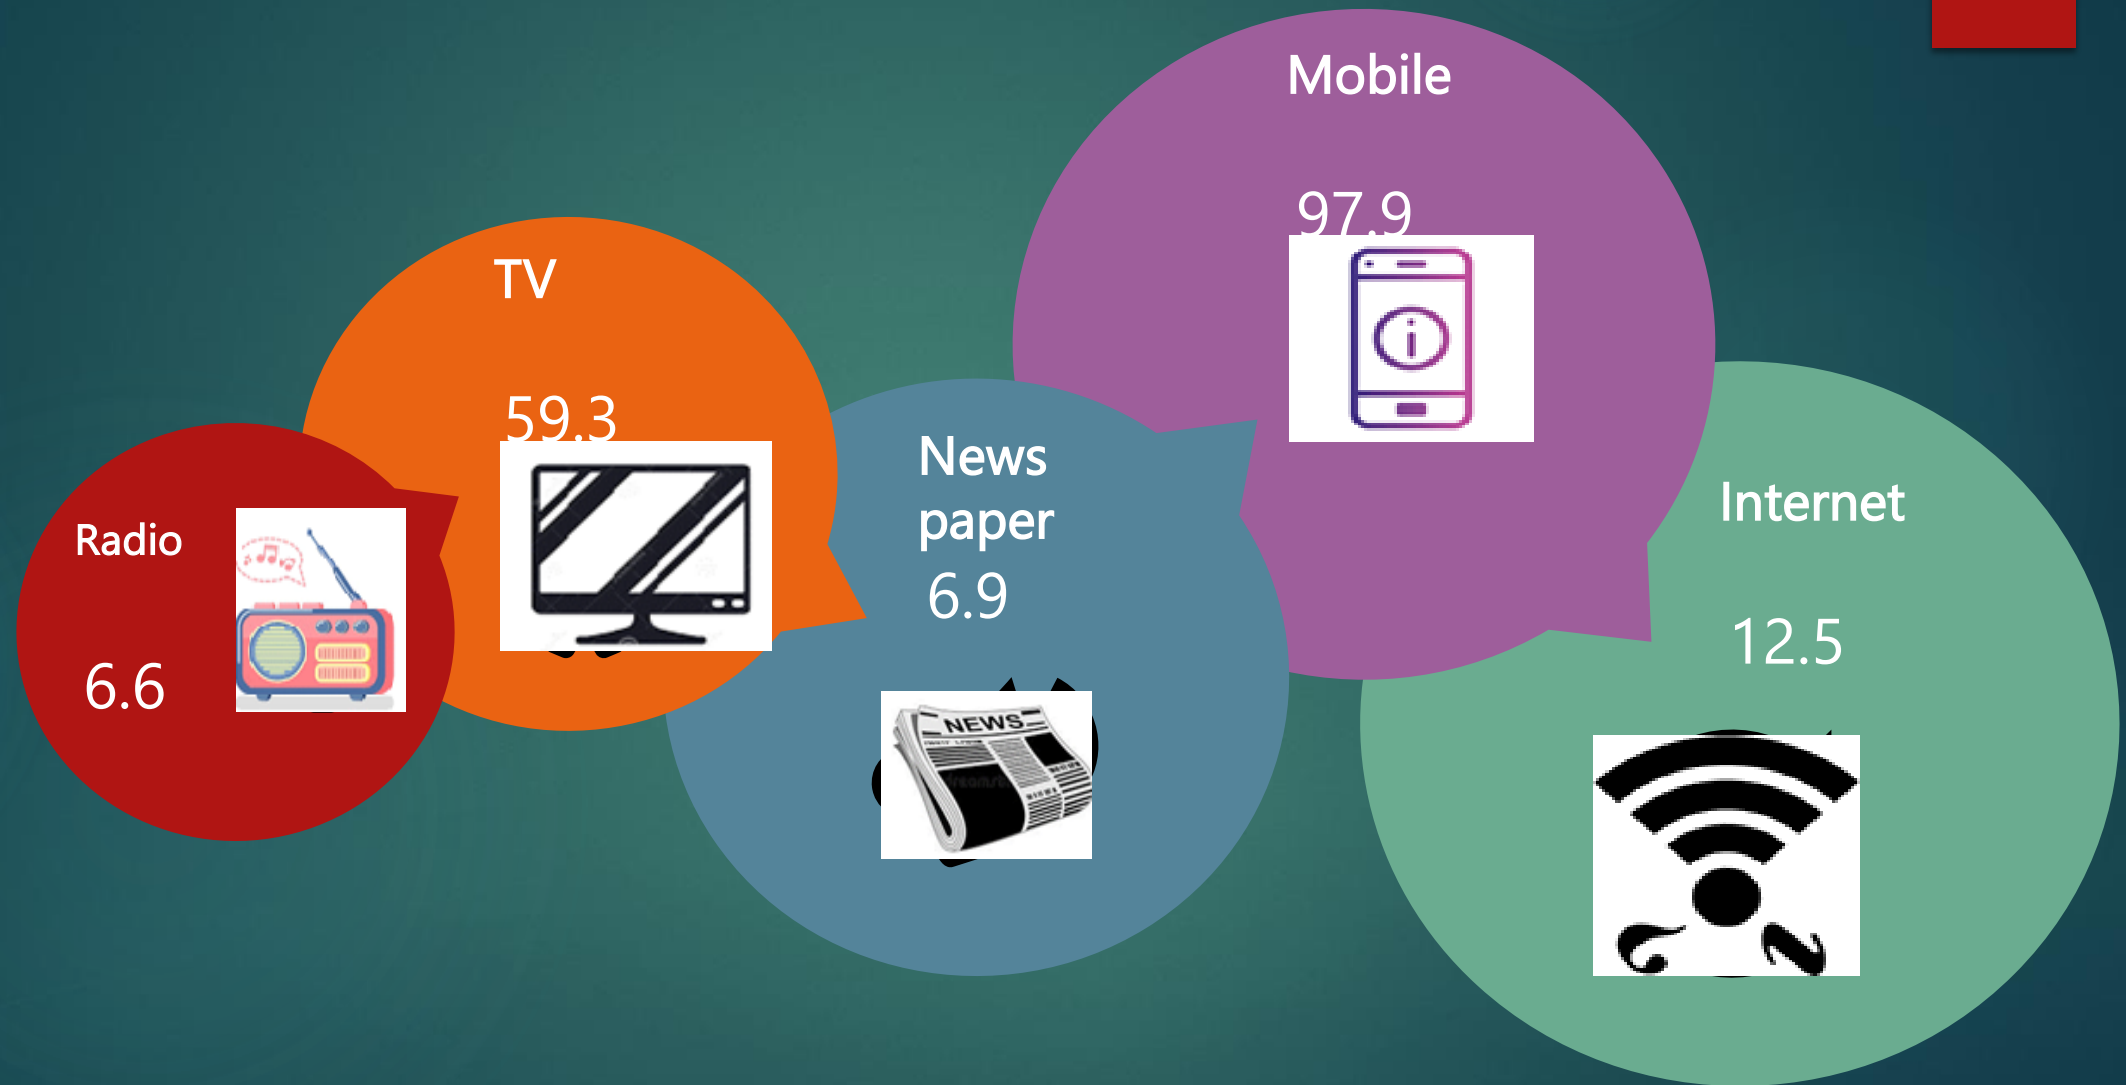 Radio
6.6
TV
59.3
News
paper
6.9
NEWS
Mobile
97.9
i
Internet
12.5